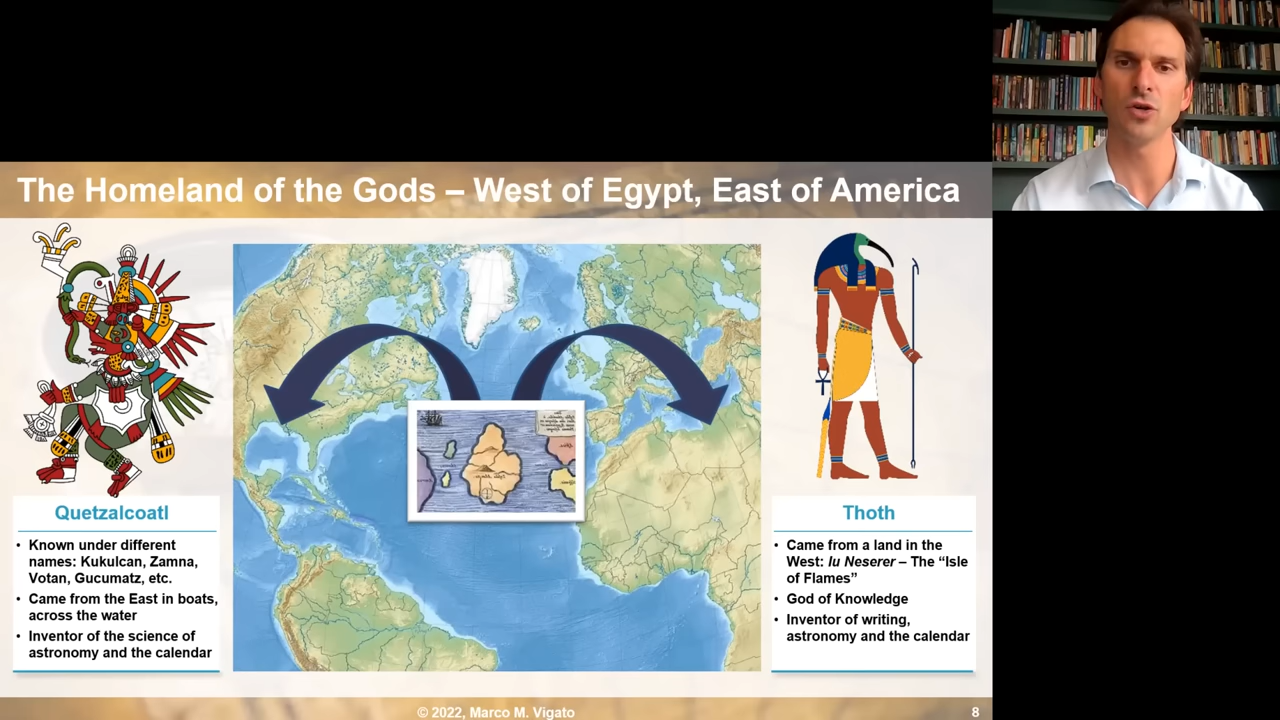 The Homeland of the Gods – West of Egypt, East of America
Quetzalcoatl
• Known under different
names: Kukulcan, Zamna,
Votan, Gucumatz, etc.
• Came from the East in boats,
across the water
• Inventor of the science of
astronomy and the calendar
Thoth
• Came from a land in the
West: Iu Neserer – The “Isle
of Flames”
• God of Knowledge
• Inventor of writing,
astronomy and the calendar
© 2022, Marco M. Vigato
8